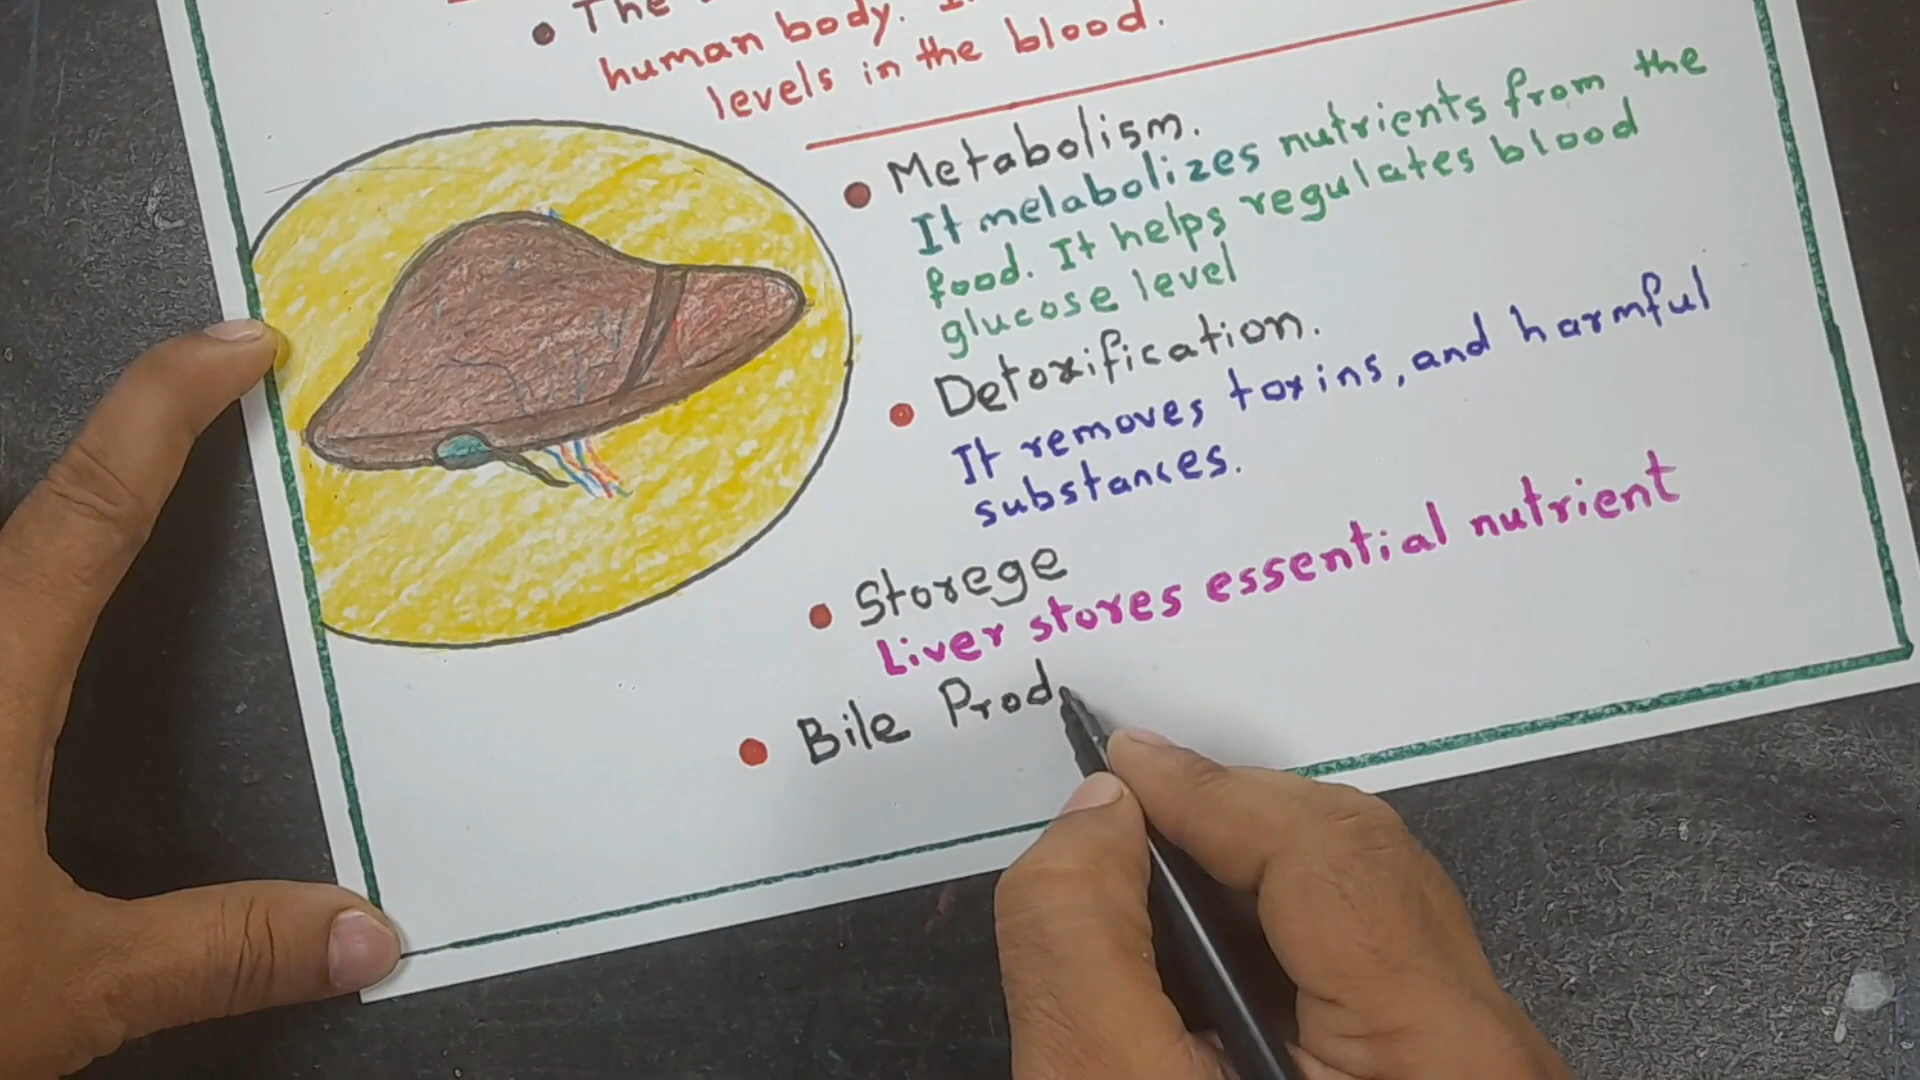 The
human body.
levels in the blood.
Metabolism.
It melabolizes nutrients from the
food. It helps regulates blood
glucose level
Detoxification.
It removes toxins, and harmful
substances.
Storege
Liver stores essential nutrient
Bile Prod